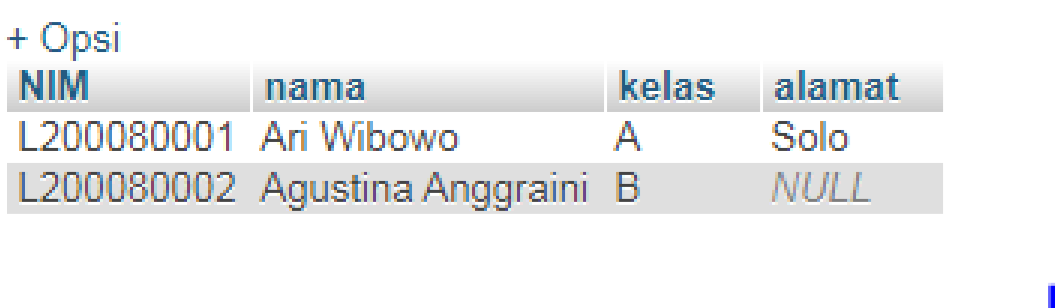 + Opsi
NIM nama kelas alamat
L200080001 Ari Wibowo A Solo
L200080002 Agustina Anggraini B NULL